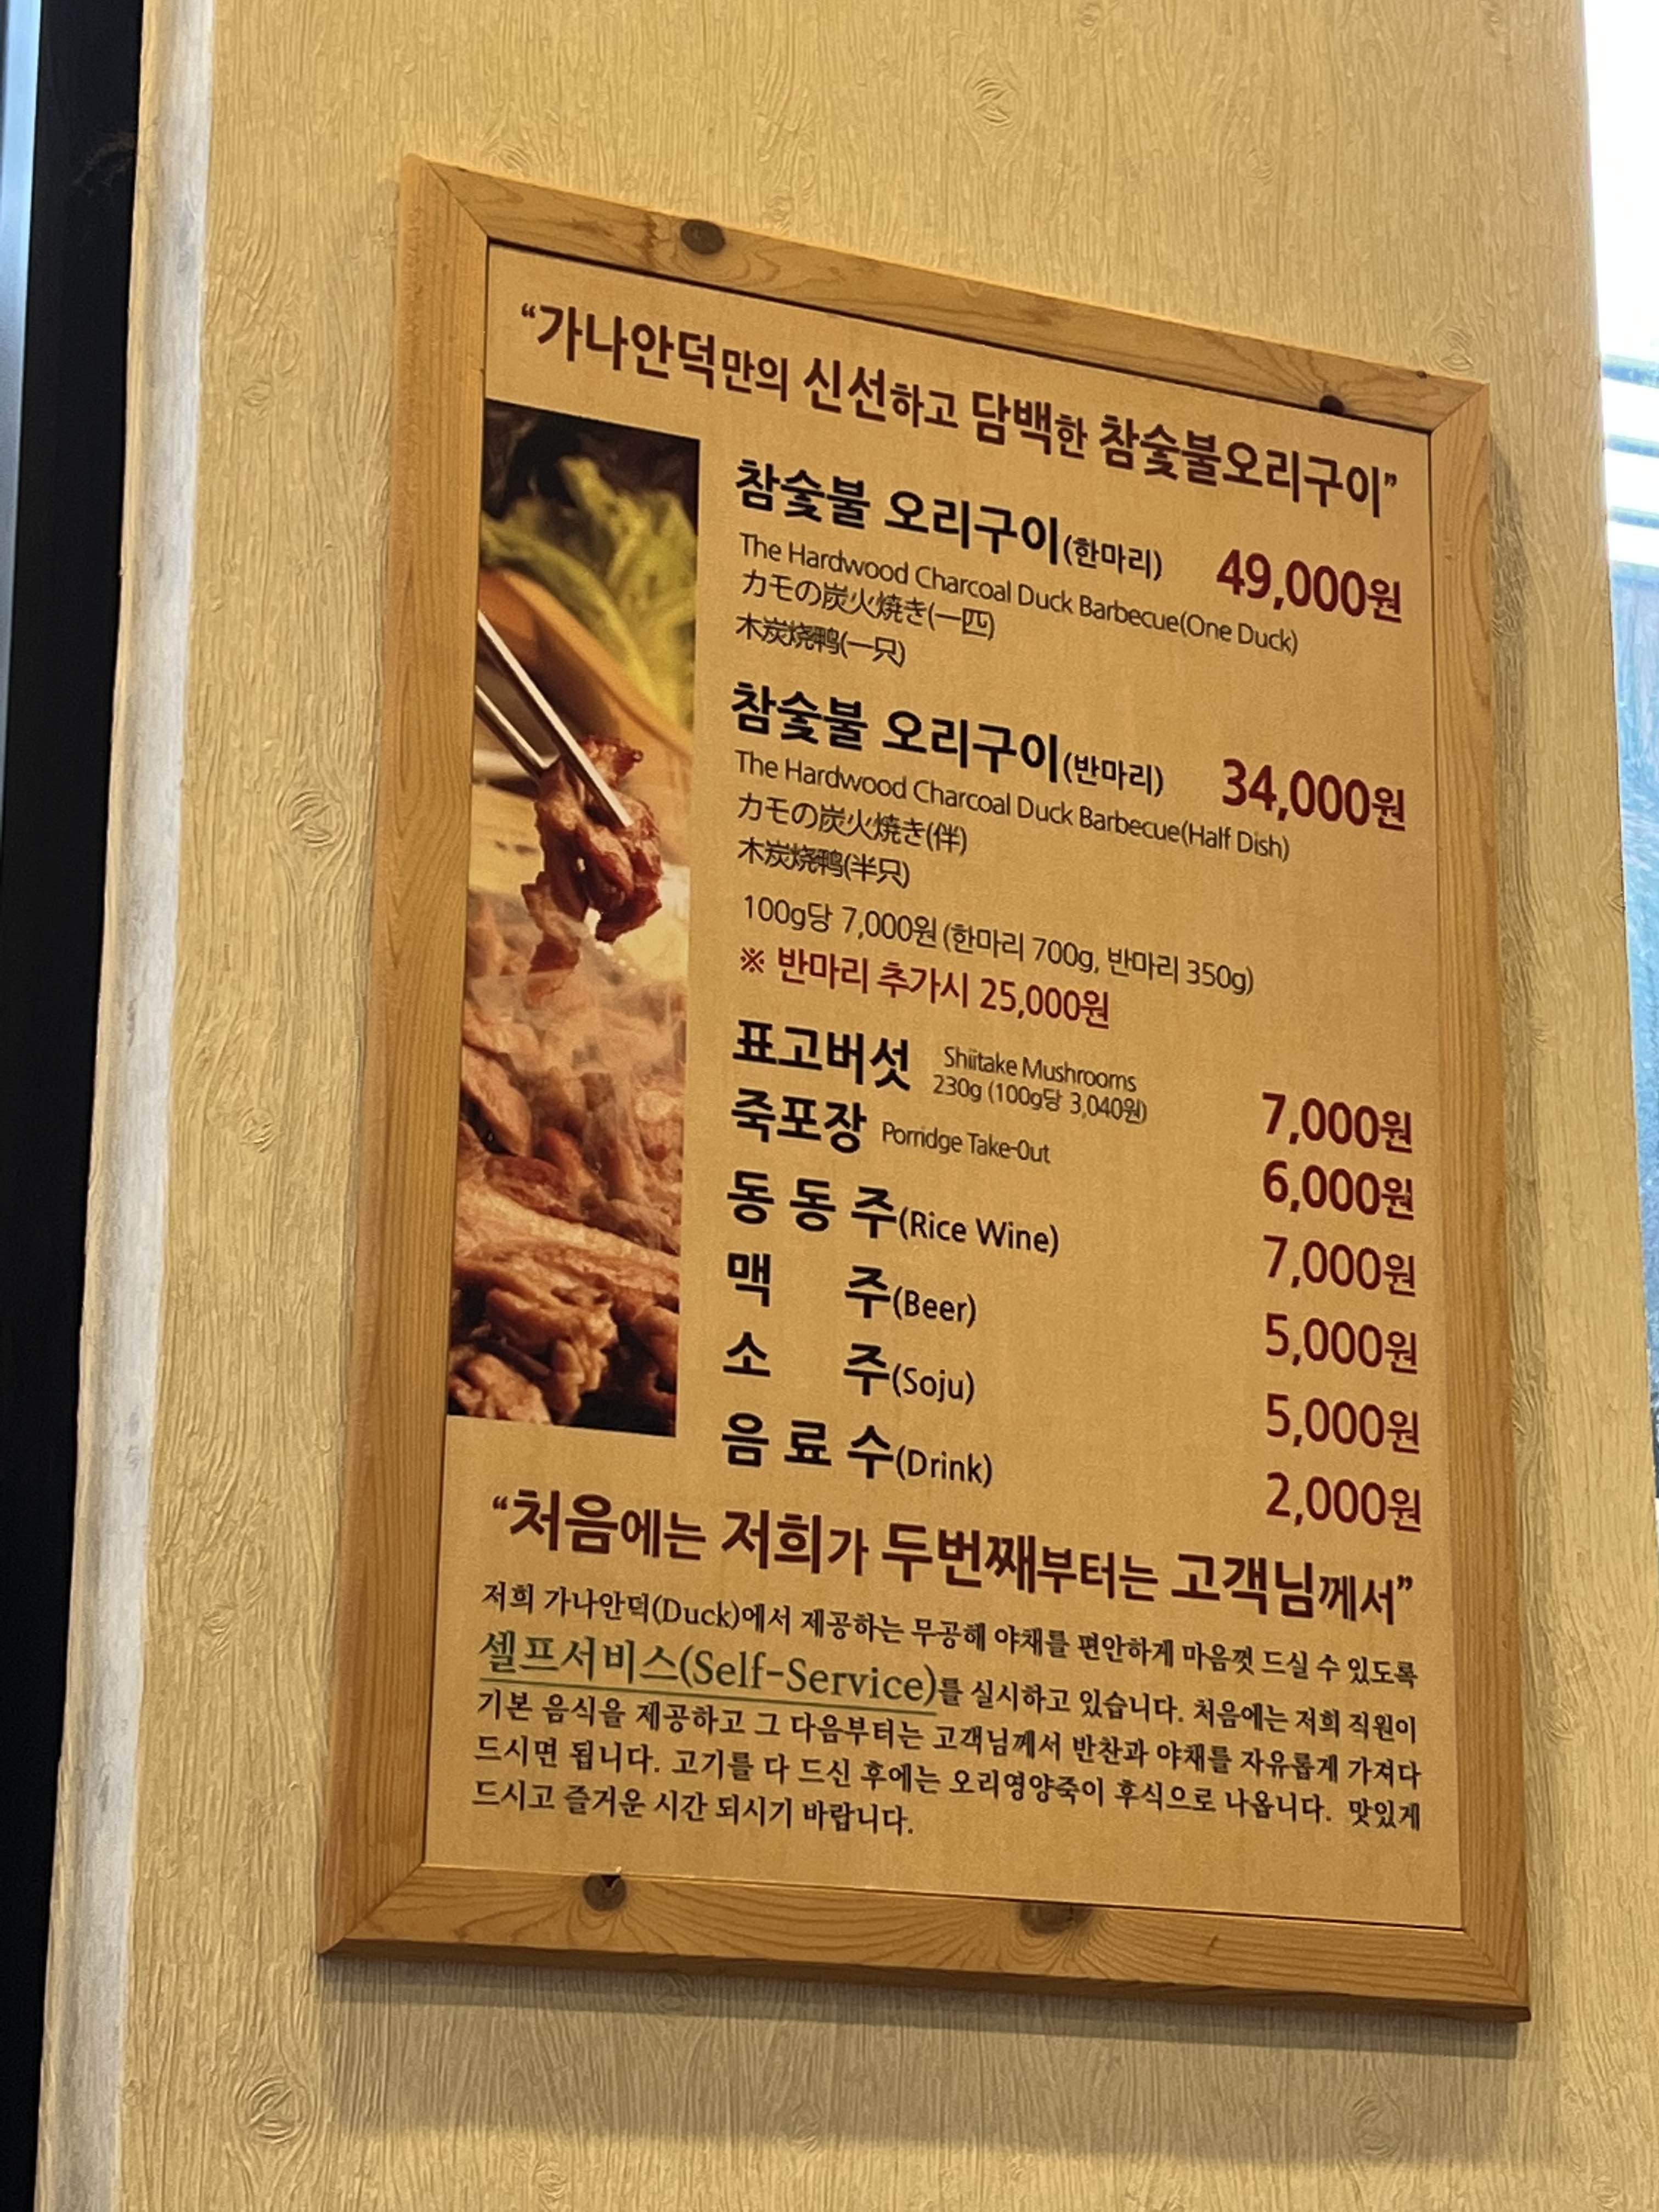 “가나안덕만의 신선하고 담백한 참숯불오리구이”
참숯불 오리구이(한마리) 49,000원
The Hardwood Charcoal Duck Barbecue(One Duck)
カモの炭火焼き(一匹)
木炭烧鸭(一只)
참숯불 오리구이(반마리) 34,000원
The Hardwood Charcoal Duck Barbecue(Half Dish)
カモの炭火焼き(伴)
木炭烧鸭(半只)
100g당 7,000원 (한마리 700g, 반마리 350g)
※ 반마리 추가시 25,000원
표고버섯 Shiitake Mushrooms 7,000원
230g (100g당 3,040원)
죽포장 Porridge Take-Out 6,000원
동 동 주(Rice Wine) 7,000원
맥 주(Beer) 5,000원
소 주(Soju) 5,000원
음 료 수(Drink) 2,000원
“처음에는 저희가 두번째부터는 고객님께서”
저희 가나안덕(Duck)에서 제공하는 무공해 야채를 편안하게 마음껏 드실 수 있도록
셀프서비스(Self-Service)를 실시하고 있습니다. 처음에는 저희 직원이
기본 음식을 제공하고 그 다음부터는 고객님께서 반찬과 야채를 자유롭게 가져다
드시면 됩니다. 고기를 다 드신 후에는 오리영양죽이 후식으로 나옵니다. 맛있게
드시고 즐거운 시간 되시기 바랍니다.